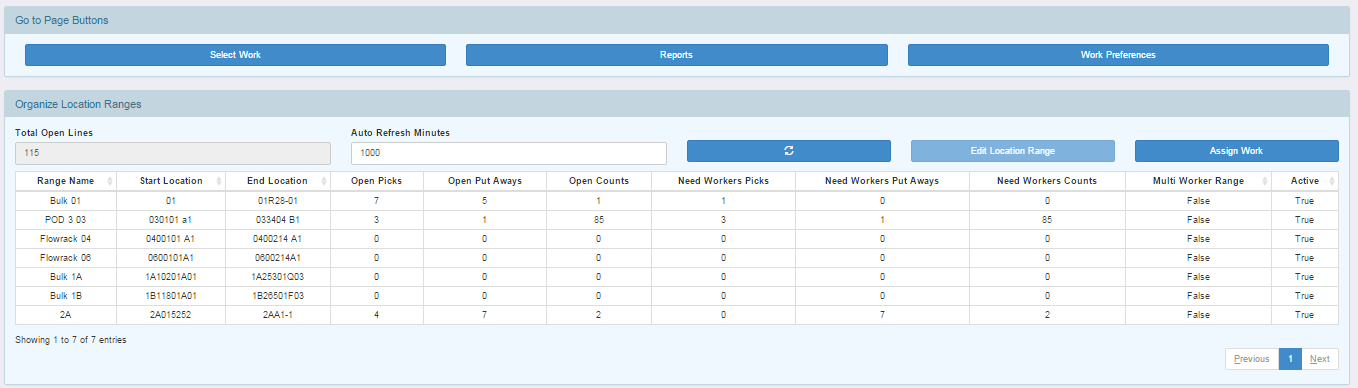 Go to Page Buttons
Select Work Reports Work Preferences
Organize Location Ranges
Total Open Lines Auto Refresh Minutes
115 1000 Edit Location Range Assign Work
Range Name Start Location End Location Open Picks Open Put Aways Open Counts Need Workers Picks Need Workers Put Aways Need Workers Counts Multi Worker Range Active
Bulk 01 01 01R28-01 7 5 1 1 0 0 False True
POD 3 03 030101 a1 033404 B1 3 1 85 3 1 85 False True
Flowrack 04 0400101 A1 0400214 A1 0 0 0 0 0 0 False True
Flowrack 06 0600101A1 0600214A1 0 0 0 0 0 0 False True
Bulk 1A 1A10201A01 1A25301Q03 0 0 0 0 0 0 False True
Bulk 1B 1B11801A01 1B26501F03 0 0 0 0 0 0 False True
2A 2A015252 2AA1-1 4 7 2 0 7 2 False True
Showing 1 to 7 of 7 entries
Previous 1 Next